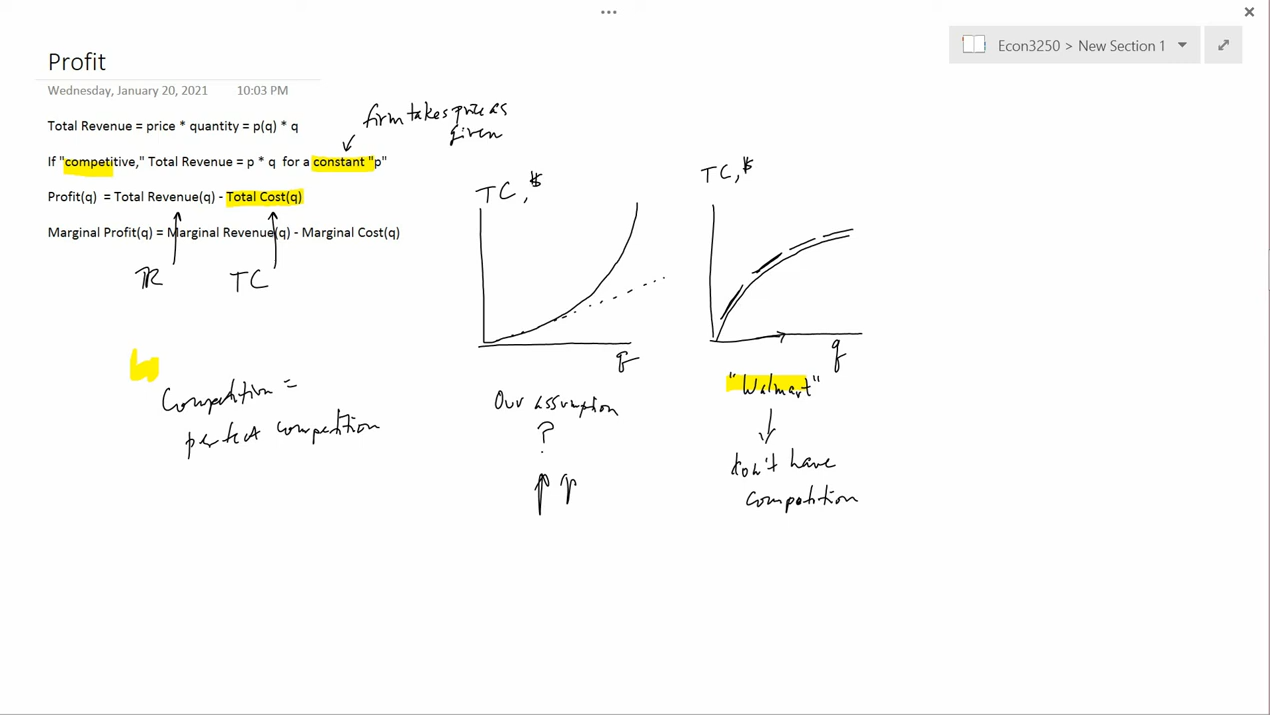 Econ3250 > New Section 1
Profit
Wednesday, January 20, 2021 10:03 PM
firm takes price as
given
Total Revenue = price * quantity = p(q) * q
If "competitive," Total Revenue = p * q for a constant "p"
Profit(q) = Total Revenue(q) - Total Cost(q)
Marginal Profit(q) = Marginal Revenue(q) - Marginal Cost(q)
TR
TC
Competition =
perfect competition
TC, $
q
Our assumption
?
TC, $
q
"Walmart"
don't have
competition